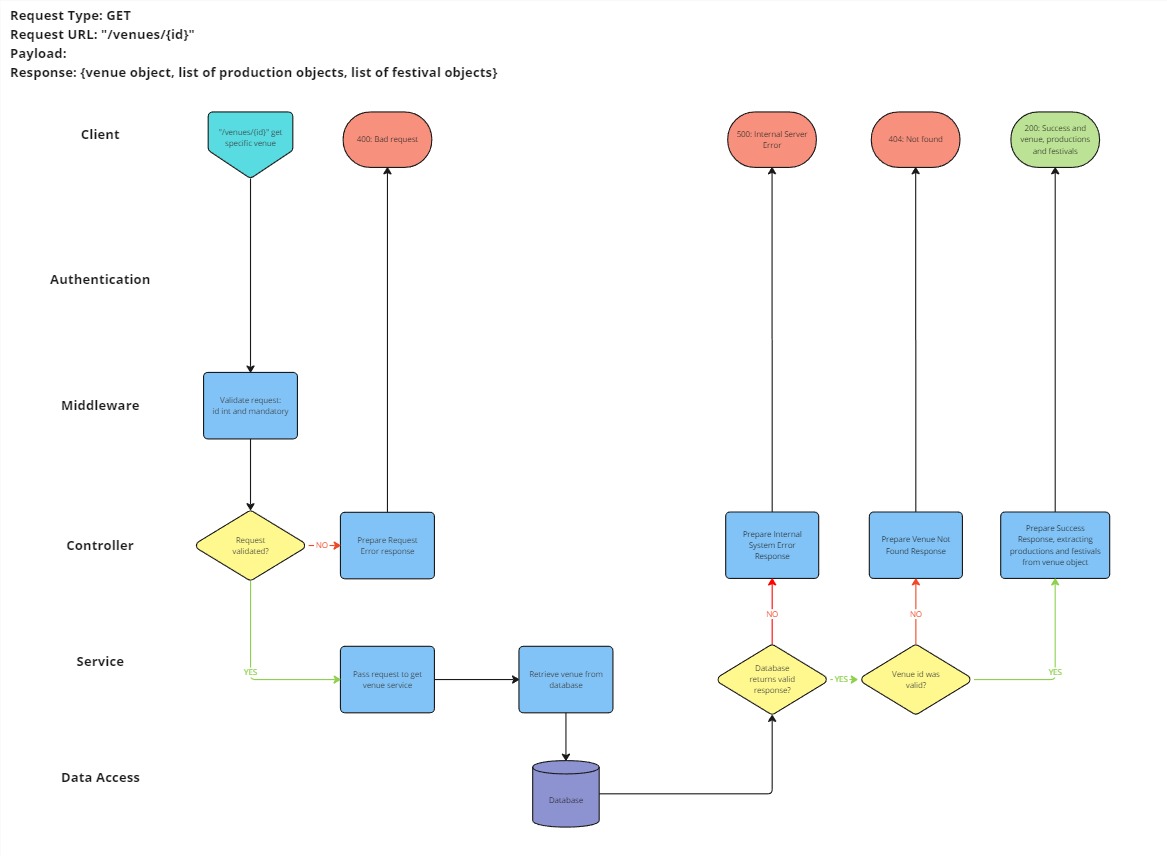 Request Type: GET
Request URL: "/venues/{id}"
Payload:
Response: {venue object, list of production objects, list of festival objects}
Client
"/venues/{id}" get
specific venue
400: Bad request
500: Internal Server
Error
404: Not found
200: Success and
venue, productions
and festivals
Authentication
Middleware
Validate request:
id int and mandatory
Controller
Request
validated?
NO
Prepare Request
Error response
Prepare Internal
System Error
Response
Prepare Venue Not
Found Response
Prepare Success
Response, extracting
productions and festivals
from venue object
NO
NO
Service
YES
Pass request to get
venue service
Retrieve venue from
database
Database
returns valid
response?
YES
Venue id was
valid?
YES
Data Access
Database